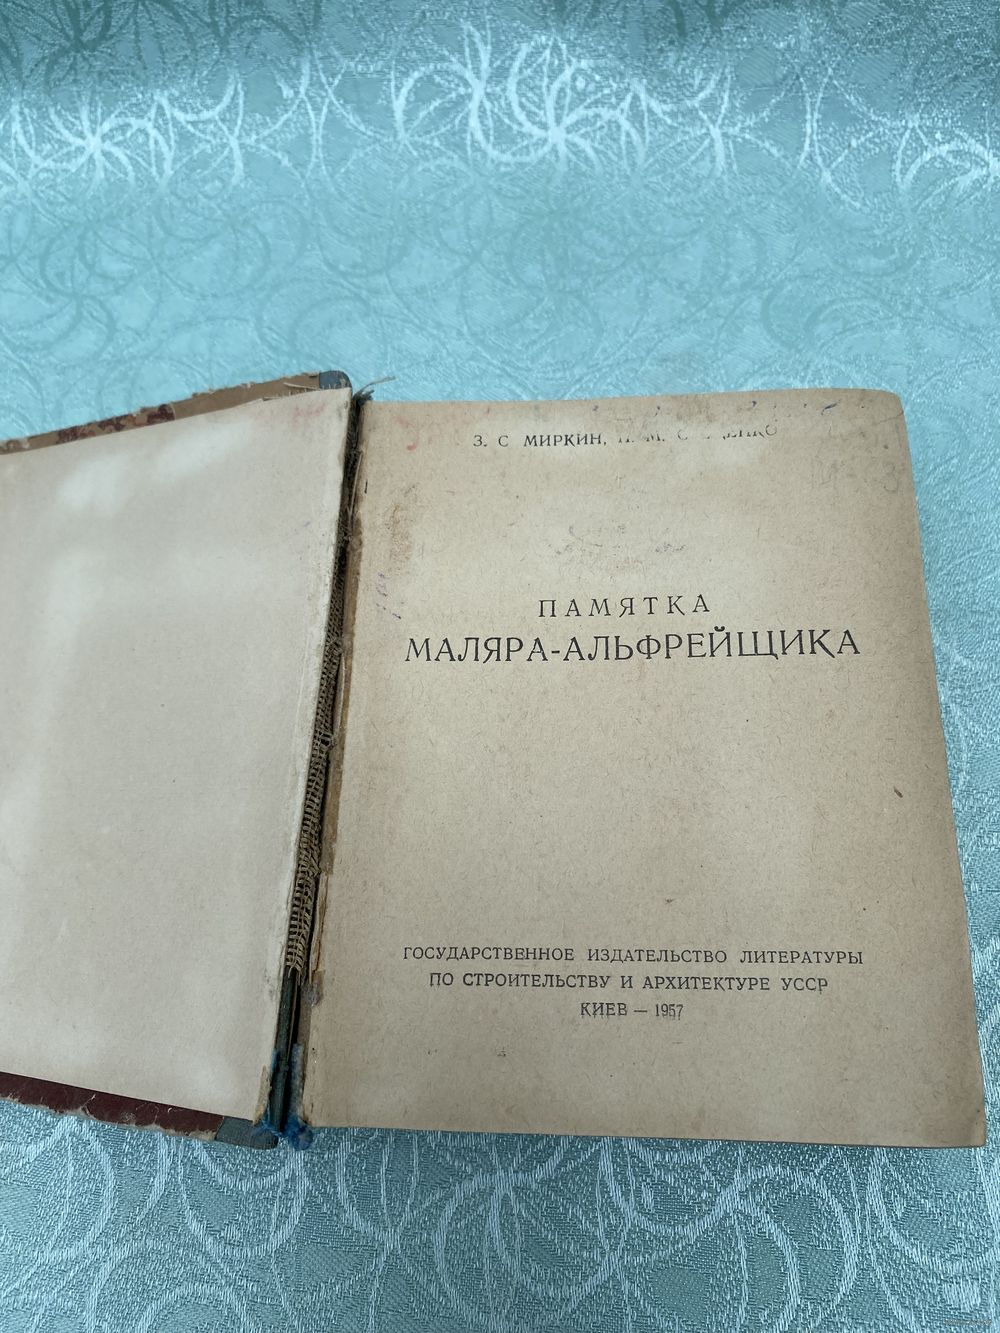 З. С МИРКИН,
ПАМЯТКА
МАЛЯРА-АЛЬФРЕЙЩИКА
ГОСУДАРСТВЕННОЕ ИЗДАТЕЛЬСТВО ЛИТЕРАТУРЫ
ПО СТРОИТЕЛЬСТВУ И АРХИТЕКТУРЕ УССР
КИЕВ — 1957